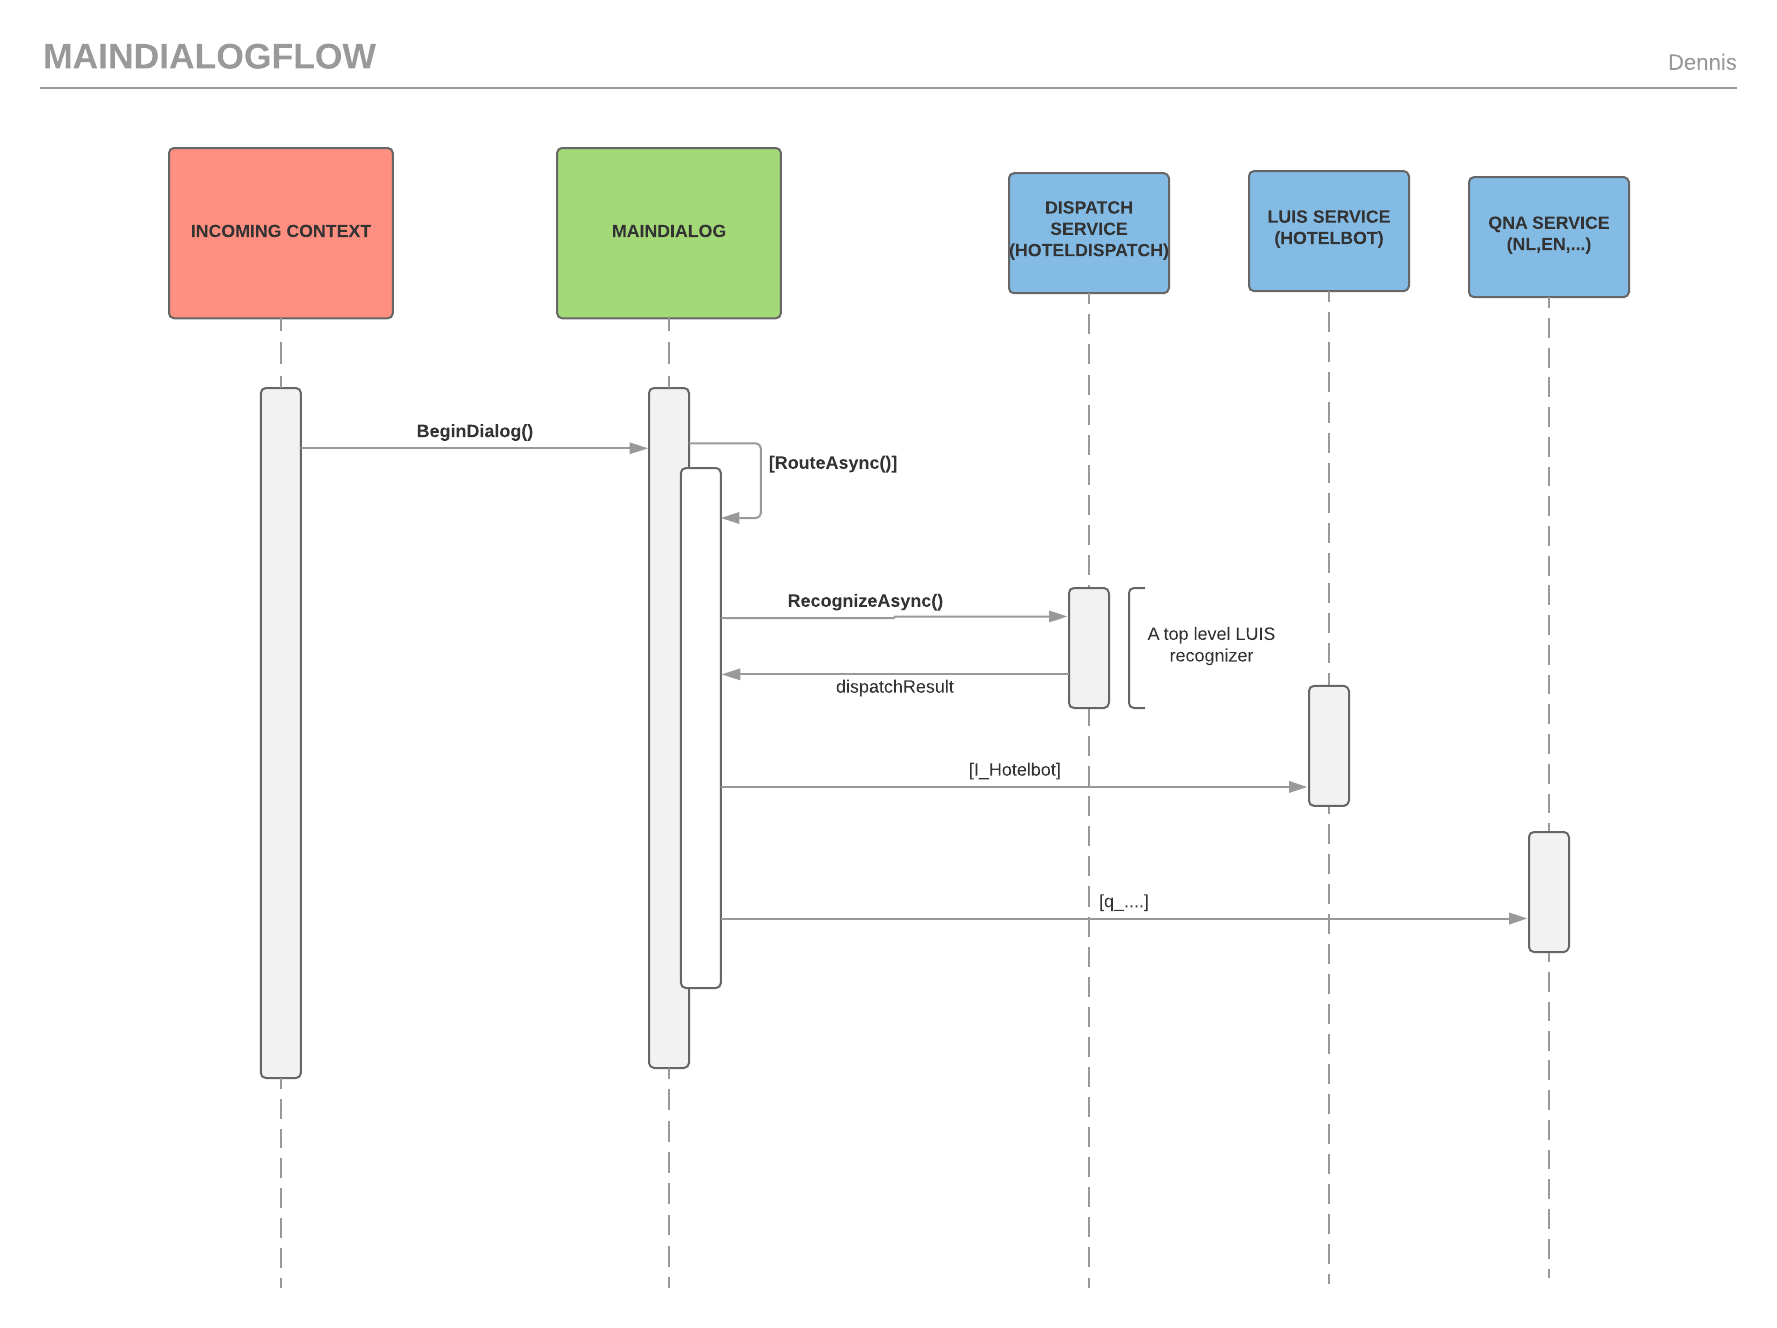 MAINDIALOGFLOW
Dennis
INCOMING CONTEXT
MAINDIALOG
DISPATCH
SERVICE
(HOTELDISPATCH)
LUIS SERVICE
(HOTELBOT)
QNA SERVICE
(NL,EN,...)
BeginDialog()
[RouteAsync()]
RecognizeAsync()
A top level LUIS
recognizer
dispatchResult
[l_Hotelbot]
[q_....]